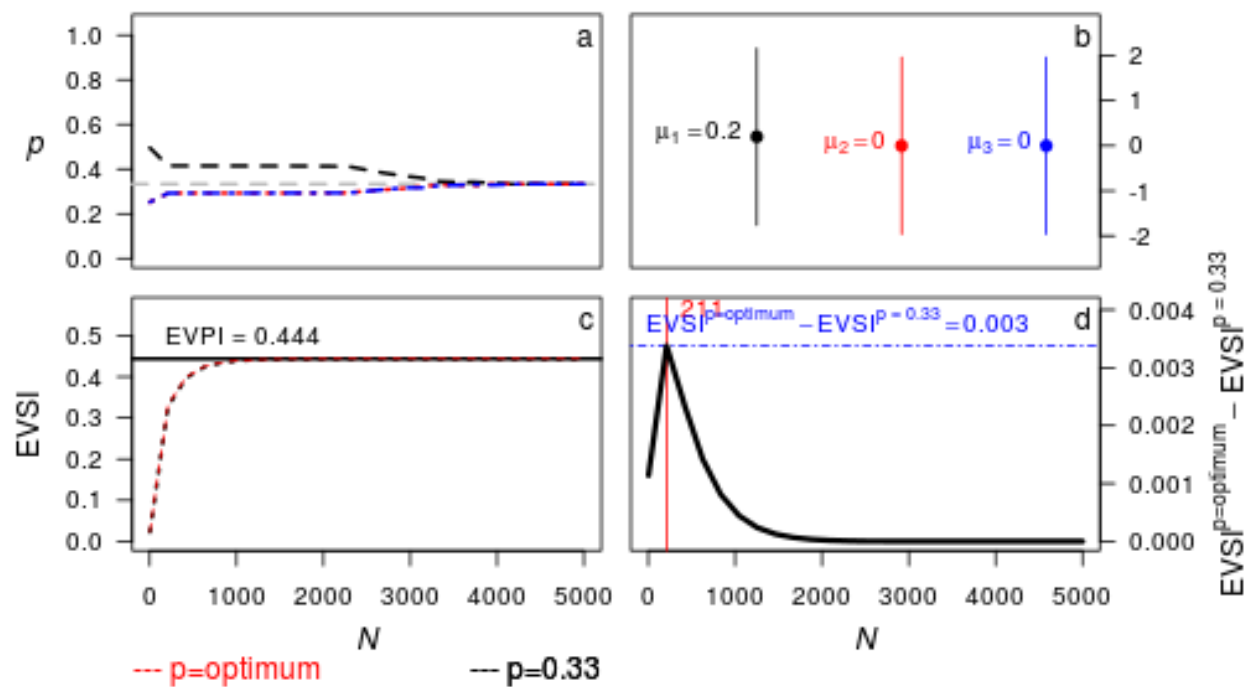 a
p
1.0
0.8
0.6
0.4
0.2
0.0
b
μ1 = 0.2
μ2 = 0
μ3 = 0
2
1
0
-1
-2
c
EVPI = 0.444
EVSI
0.5
0.4
0.3
0.2
0.1
0.0
0 1000 2000 3000 4000 5000
N
d
211
EVSI^p=optimum − EVSI^p = 0.33 = 0.003
0.004
0.003
0.002
0.001
0.000
EVSI^p=optimum − EVSI^p = 0.33
0 1000 2000 3000 4000 5000
N
p=optimum
p=0.33